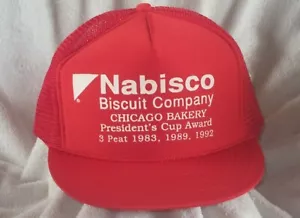 Nabisco
Biscuit Company
CHICAGO BAKERY
President's Cup Award
3 Peat 1983, 1989, 1992